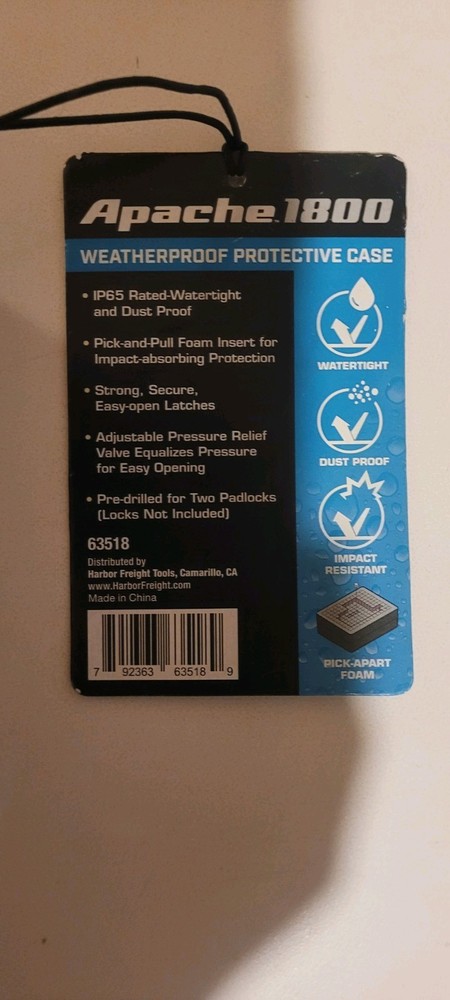 Apache 1800
WEATHERPROOF PROTECTIVE CASE
• IP65 Rated-Watertight
and Dust Proof
• Pick-and-Pull Foam Insert for
Impact-absorbing Protection
• Strong, Secure,
Easy-open Latches
• Adjustable Pressure Relief
Valve Equalizes Pressure
for Easy Opening
• Pre-drilled for Two Padlocks
(Locks Not Included)
63518
Distributed by
Harbor Freight Tools, Camarillo, CA
www.HarborFreight.com
Made in China
7 92363 63518 9
WATERTIGHT
DUST PROOF
IMPACT
RESISTANT
PICK-APART
FOAM